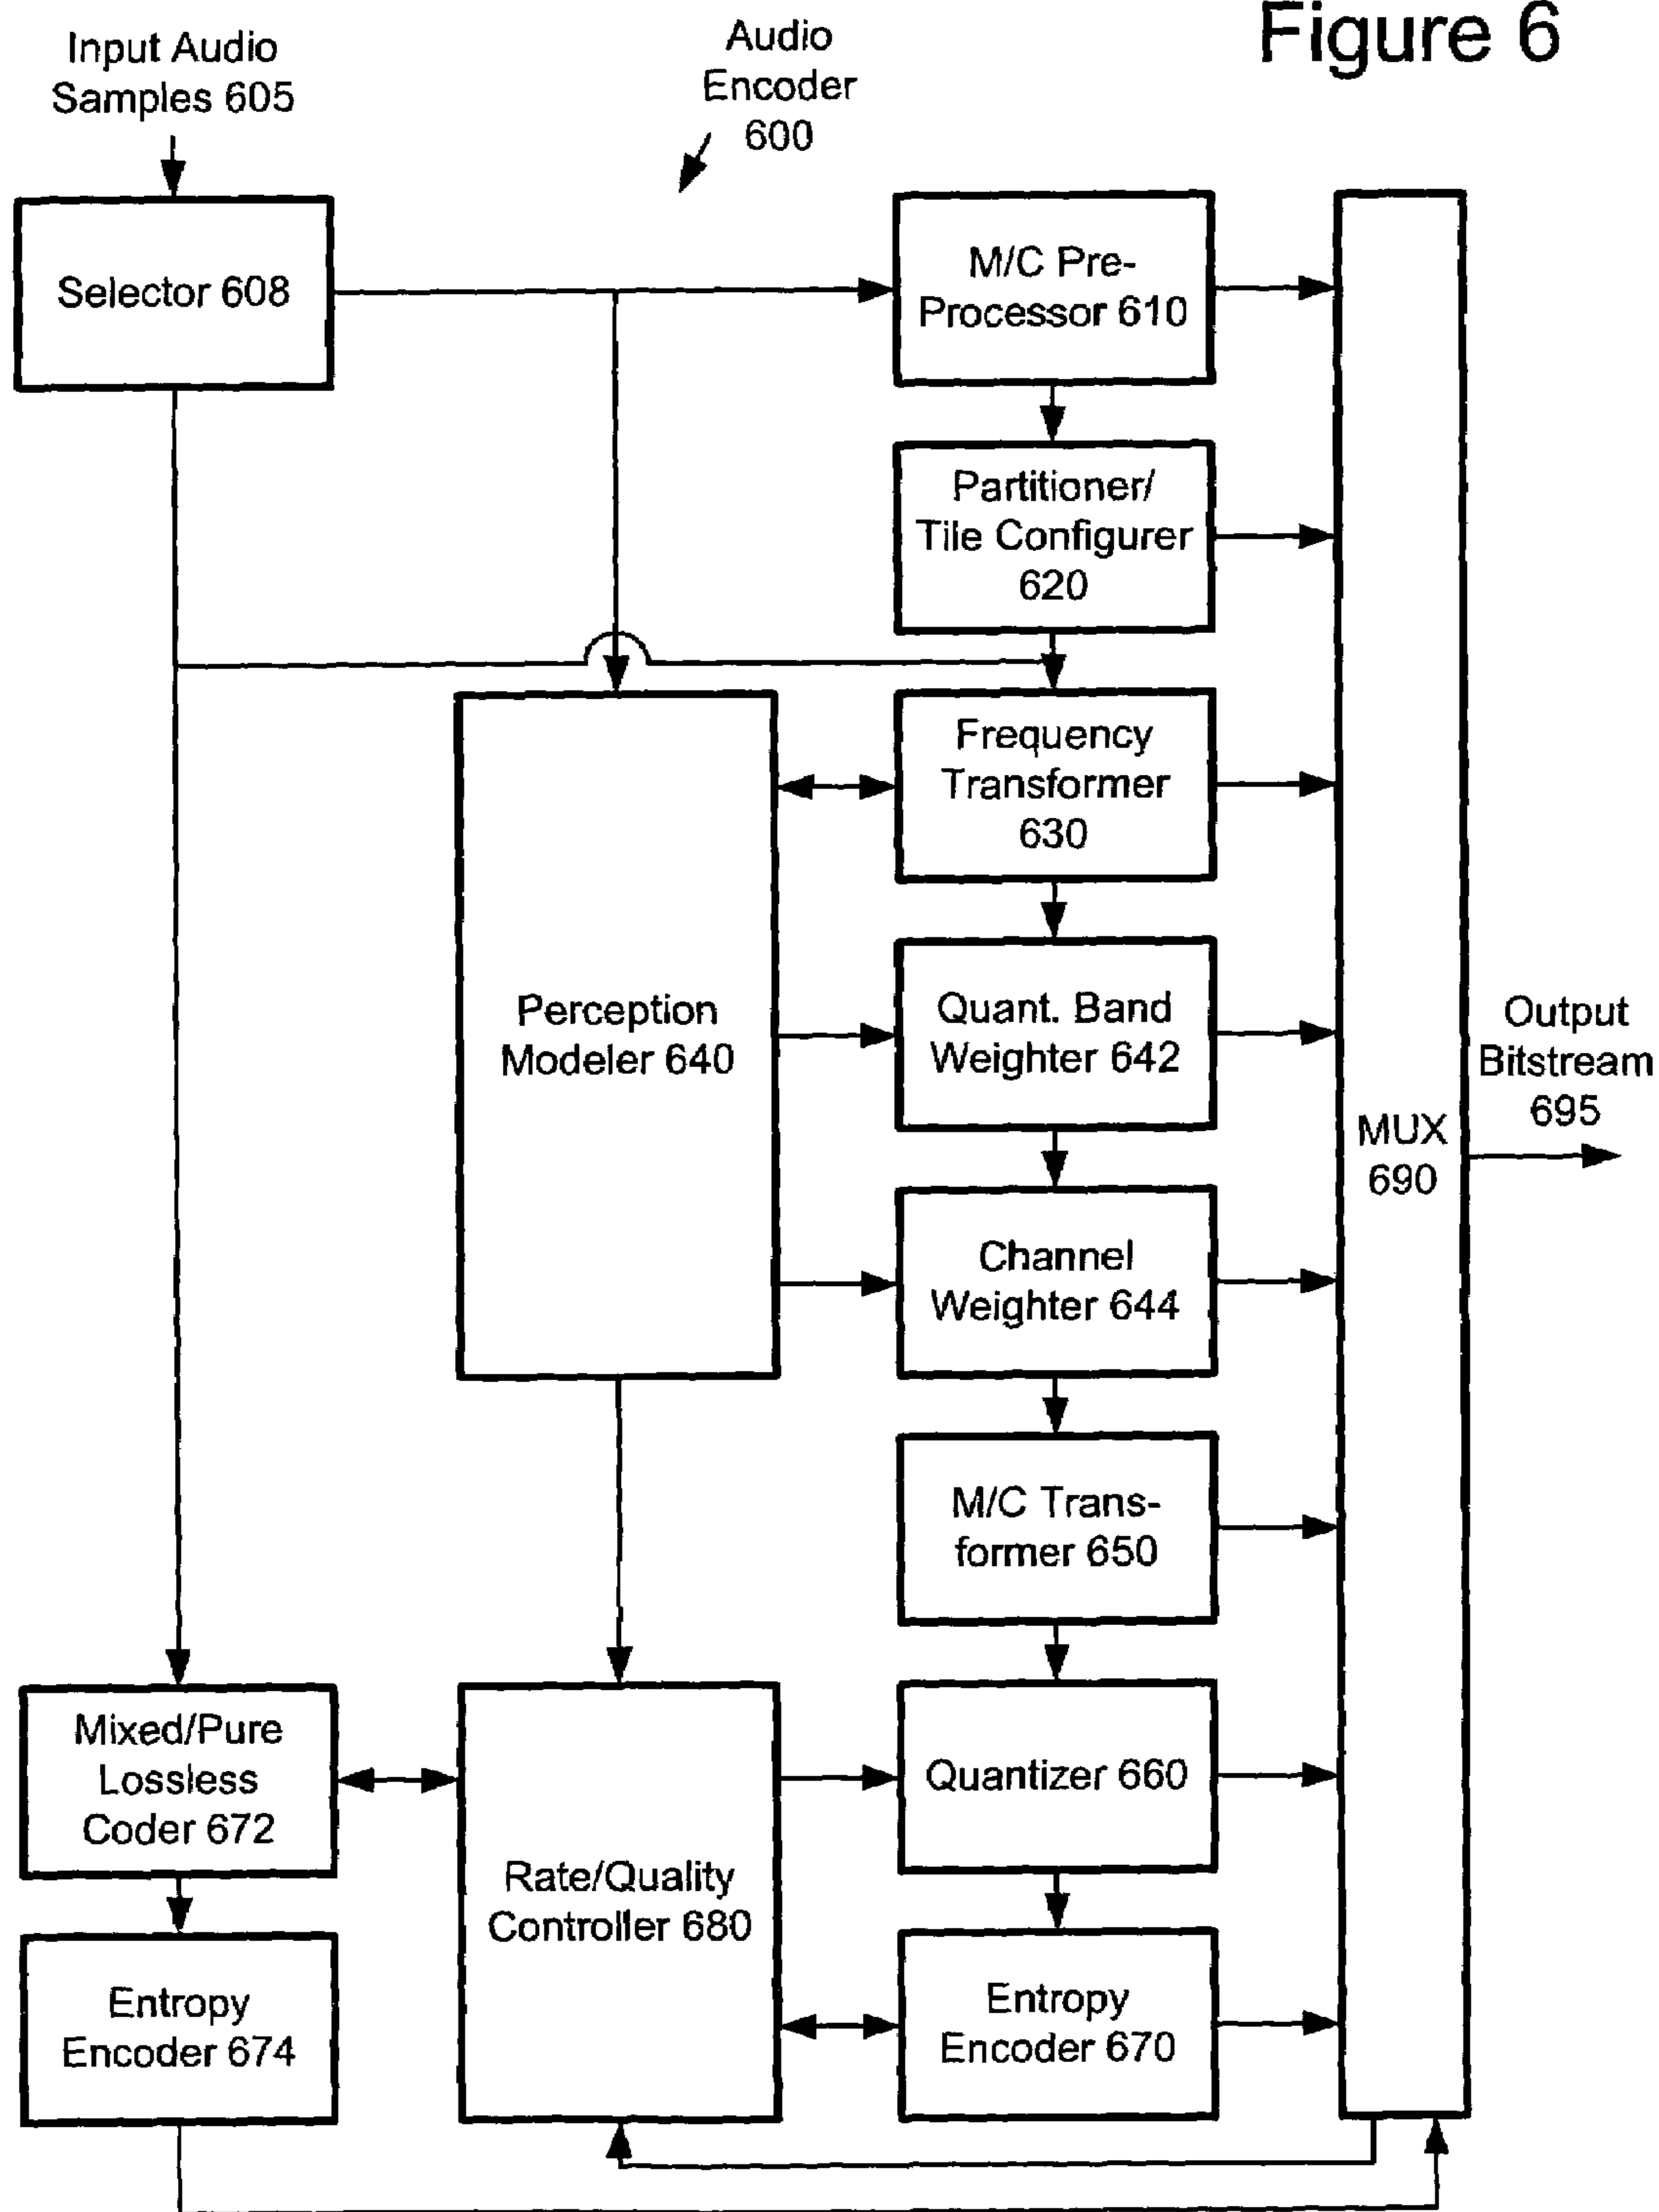 Figure 6
Input Audio
Samples 605
Audio
Encoder
600
Selector 608
M/C Pre-
Processor 610
Partitioner/
Tile Configurer
620
Frequency
Transformer
630
Perception
Modeler 640
Quant. Band
Weighter 642
Output
Bitstream
695
MUX
690
Channel
Weighter 644
M/C Trans-
former 650
Mixed/Pure
Lossless
Coder 672
Quantizer 660
Rate/Quality
Controller 680
Entropy
Encoder 674
Entropy
Encoder 670